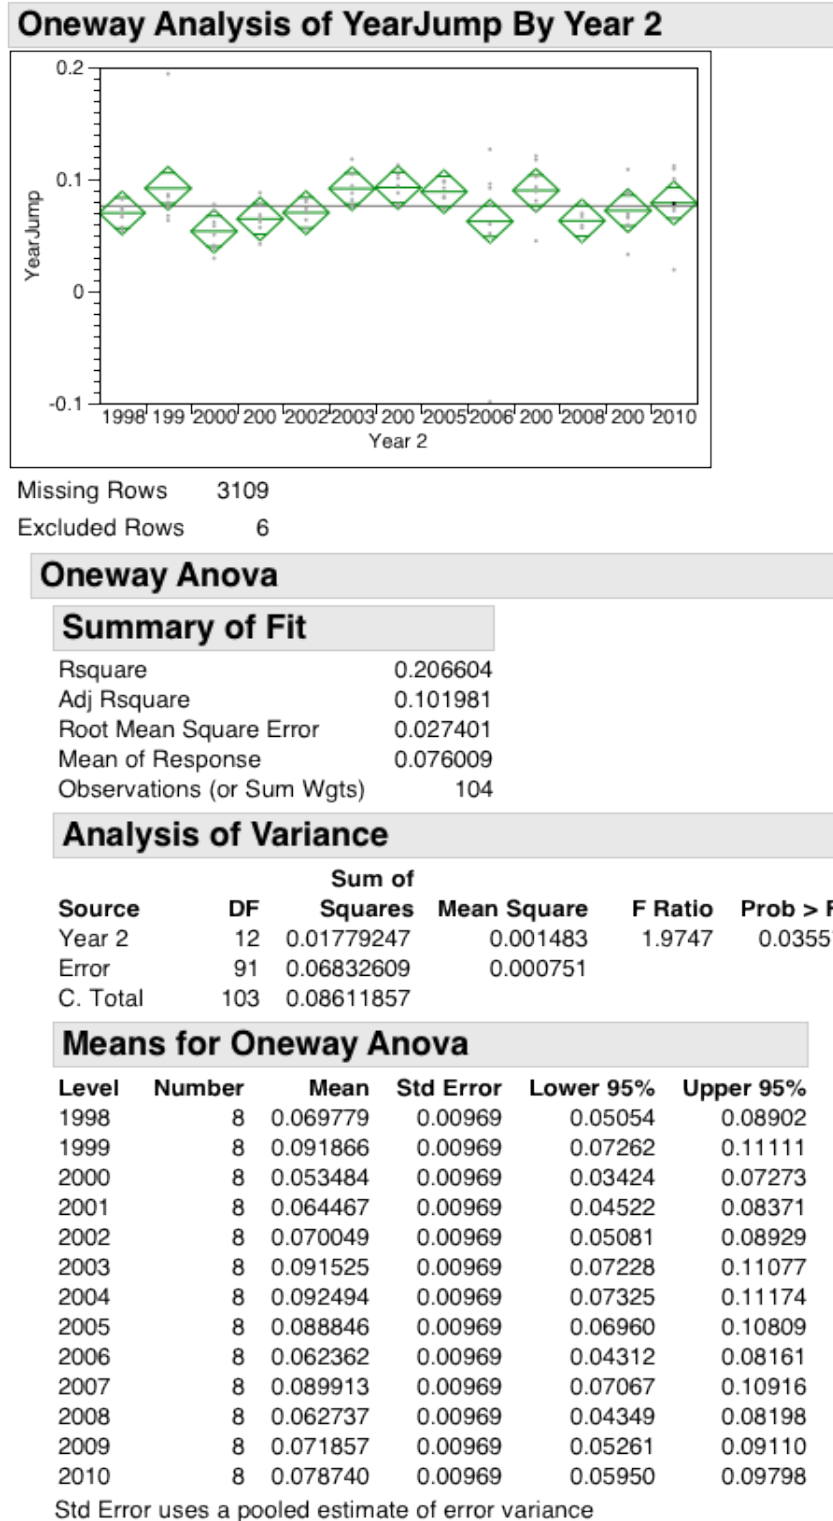 Oneway Analysis of YearJump By Year 2
0.2
0.1
YearJump
0
-0.1
1998 199 2000 200 2002 2003 200 2005 2006 200 2008 200 2010
Year 2
Missing Rows 3109
Excluded Rows 6
Oneway Anova
Summary of Fit
Rsquare 0.206604
Adj Rsquare 0.101981
Root Mean Square Error 0.027401
Mean of Response 0.076009
Observations (or Sum Wgts) 104
Analysis of Variance
Sum of
Source DF Squares Mean Square F Ratio Prob > F
Year 2 12 0.01779247 0.001483 1.9747 0.0355
Error 91 0.06832609 0.000751
C. Total 103 0.08611857
Means for Oneway Anova
Level Number Mean Std Error Lower 95% Upper 95%
1998 8 0.069779 0.00969 0.05054 0.08902
1999 8 0.091866 0.00969 0.07262 0.11111
2000 8 0.053484 0.00969 0.03424 0.07273
2001 8 0.064467 0.00969 0.04522 0.08371
2002 8 0.070049 0.00969 0.05081 0.08929
2003 8 0.091525 0.00969 0.07228 0.11077
2004 8 0.092494 0.00969 0.07325 0.11174
2005 8 0.088846 0.00969 0.06960 0.10809
2006 8 0.062362 0.00969 0.04312 0.08161
2007 8 0.089913 0.00969 0.07067 0.10916
2008 8 0.062737 0.00969 0.04349 0.08198
2009 8 0.071857 0.00969 0.05261 0.09110
2010 8 0.078740 0.00969 0.05950 0.09798
Std Error uses a pooled estimate of error variance